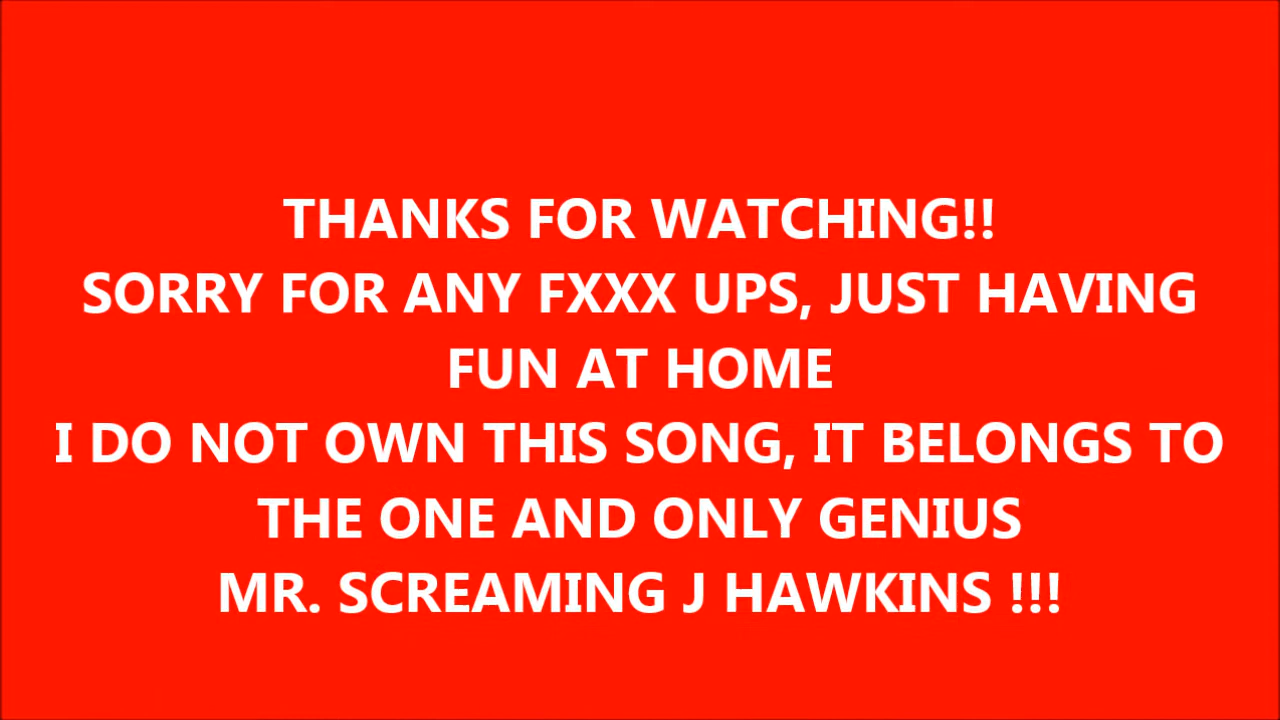 THANKS FOR WATCHING!!
SORRY FOR ANY FXXX UPS, JUST HAVING
FUN AT HOME
I DO NOT OWN THIS SONG, IT BELONGS TO
THE ONE AND ONLY GENIUS
MR. SCREAMING J HAWKINS !!!